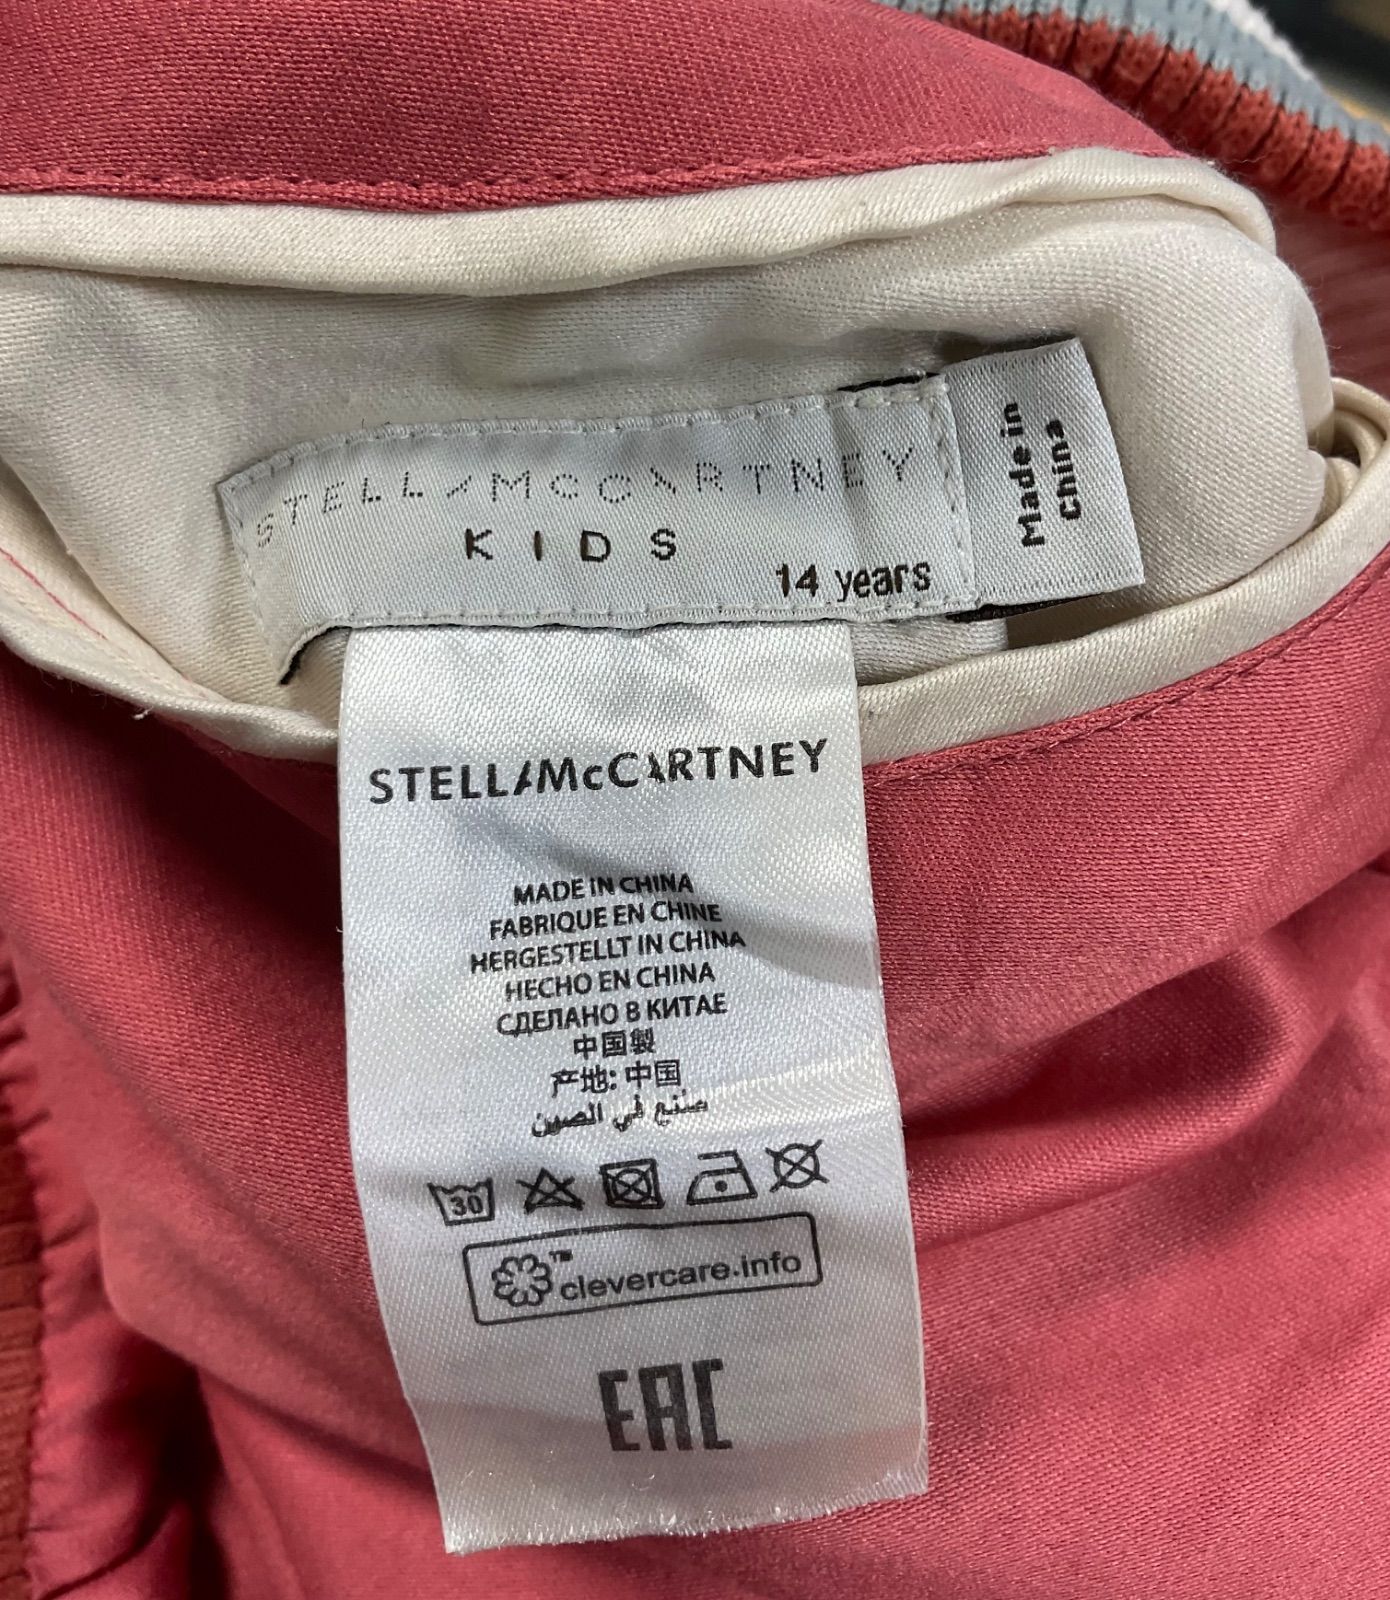 STELLA McCARTNEY
KIDS
14 years
Made in
China
STELLA McCARTNEY
MADE IN CHINA
FABRIQUE EN CHINE
HERGESTELLT IN CHINA
HECHO EN CHINA
СДЕЛАНО В КИТАЕ
中国製
产地: 中国
صنع في الصين
30
™clevercare.info
EAC